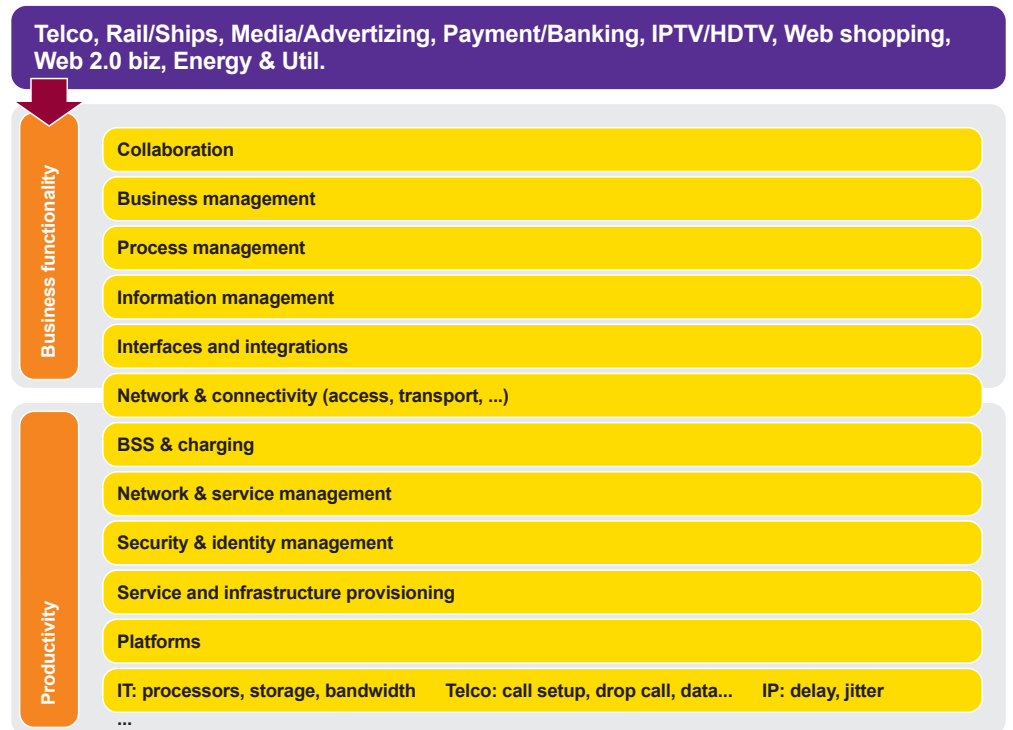 Telco, Rail/Ships, Media/Advertizing, Payment/Banking, IPTV/HDTV, Web shopping,
Web 2.0 biz, Energy & Util.
Business functionality
Collaboration
Business management
Process management
Information management
Interfaces and integrations
Network & connectivity (access, transport, ...)
Productivity
BSS & charging
Network & service management
Security & identity management
Service and infrastructure provisioning
Platforms
IT: processors, storage, bandwidth Telco: call setup, drop call, data... IP: delay, jitter
...